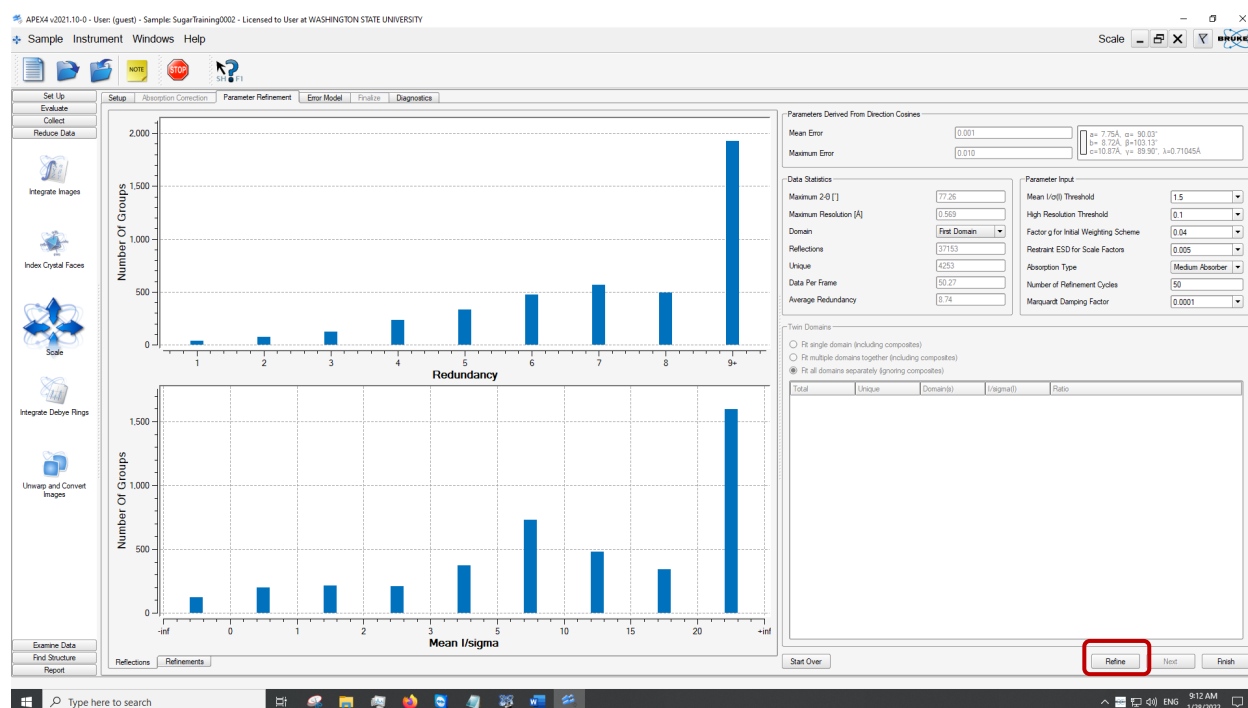 APEX4 v2021.10-0 - User: (guest) - Sample: SugarTraining0002 - Licensed to User at WASHINGTON STATE UNIVERSITY
Sample Instrument Windows Help Scale BRUKER
NOTE STOP SH F1
Set Up
Evaluate
Collect
Reduce Data
Integrate Images
Index Crystal Faces
Scale
Integrate Debye Rings
Unwarp and Convert
Images
Examine Data
Find Structure
Report
Setup Absorption Correction Parameter Refinement Error Model Finalize Diagnostics
Number Of Groups
2,000
1,500
1,000
500
0
1 2 3 4 5 6 7 8 9+
Redundancy
Number Of Groups
1,500
1,000
500
0
-inf 0 1 2 3 5 10 15 20 +inf
Mean I/sigma
Reflections Refinements
Parameters Derived From Direction Cosines
Mean Error 0.001
Maximum Error 0.010
a= 7.75Å, α= 90.03°
b= 8.72Å, β=103.13°
c=10.87Å, γ= 89.90°, λ=0.71045Å
Data Statistics
Maximum 2-θ [°] 77.26
Maximum Resolution [Å] 0.569
Domain First Domain
Reflections 37153
Unique 4253
Data Per Frame 50.27
Average Redundancy 8.74
Parameter Input
Mean I/σ(I) Threshold 1.5
High Resolution Threshold 0.1
Factor g for Initial Weighting Scheme 0.04
Restraint ESD for Scale Factors 0.005
Absorption Type Medium Absorber
Number of Refinement Cycles 50
Marquardt Damping Factor 0.0001
Twin Domains
Fit single domain (including composites)
Fit multiple domains together (including composites)
Fit all domains separately (ignoring composites)
Total Unique Domain(s) I/sigma(I) Ratio
Start Over Refine Next Finish
Type here to search
ENG 9:12 AM
1/28/2022